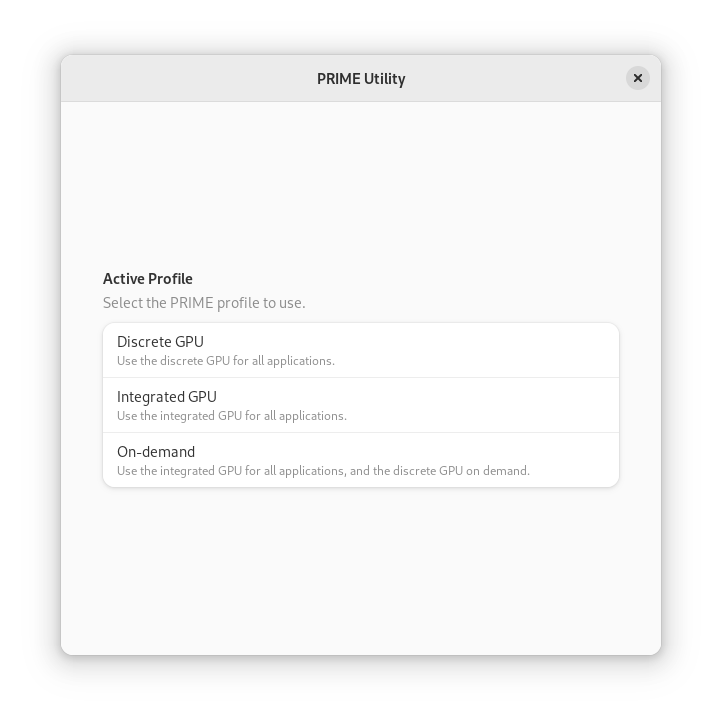 PRIME Utility
Active Profile
Select the PRIME profile to use.
Discrete GPU
Use the discrete GPU for all applications.
Integrated GPU
Use the integrated GPU for all applications.
On-demand
Use the integrated GPU for all applications, and the discrete GPU on demand.